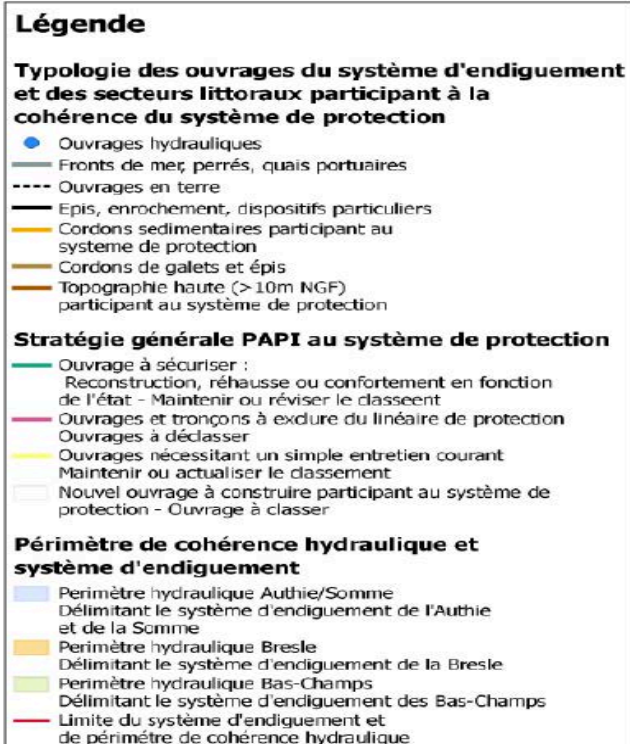 Légende
Typologie des ouvrages du système d'endiguement
et des secteurs littoraux participant à la
cohérence du système de protection
Ouvrages hydrauliques
Fronts de mer, perrés, quais portuaires
Ouvrages en terre
Epis, enrochement, dispositifs particuliers
Cordons sedimentaires participant au
systeme de protection
Cordons de galets et épis
Topographie haute (>10m NGF)
participant au système de protection
Stratégie générale PAPI au système de protection
Ouvrage à sécuriser :
Reconstruction, réhausse ou confortement en fonction
de l'état - Maintenir ou réviser le classeent
Ouvrages et tronçons à exclure du linéaire de protection
Ouvrages à déclasser
Ouvrages nécessitant un simple entretien courant
Maintenir ou actualiser le classement
Nouvel ouvrage à construire participant au système de
protection - Ouvrage à classer
Périmètre de cohérence hydraulique et
système d'endiguement
Perimètre hydraulique Authie/Somme
Délimitant le système d'endiguement de l'Authie
et de la Somme
Perimètre hydraulique Bresle
Délimitant le système d'endiguement de la Bresle
Perimètre hydraulique Bas-Champs
Délimitant le système d'endiguement des Bas-Champs
Limite du système d'endiguement et
de périmétre de cohérence hydraulique